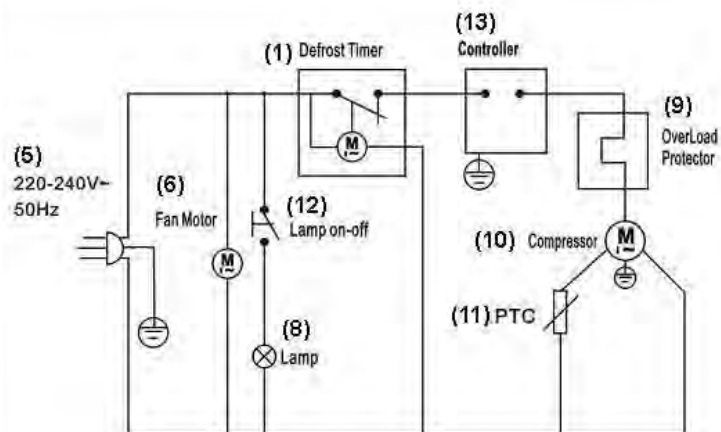 (13)
(1) Defrost Timer
Controller
(9)
OverLoad
Protector
(5)
220-240V~
50Hz
(6)
Fan Motor
(12)
Lamp on-off
(10) Compressor
(11).PTC
(8)
Lamp
M
M
M